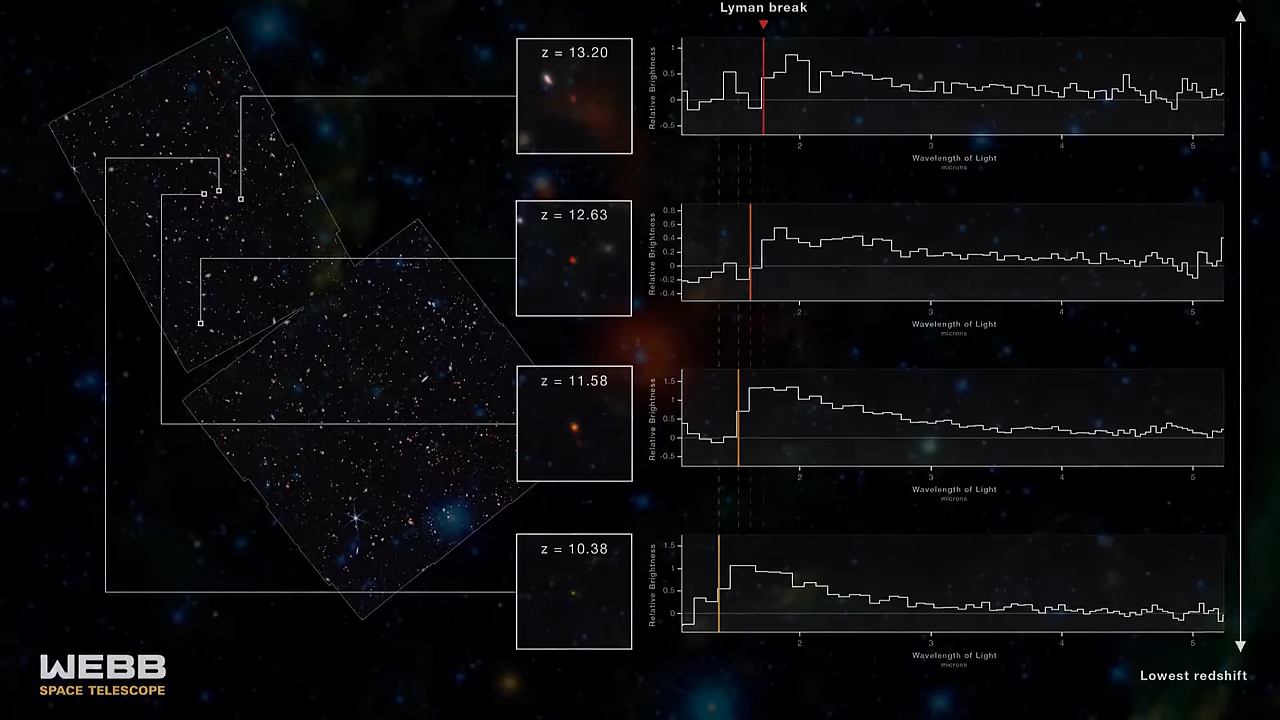 Lyman break
z = 13.20
Relative Brightness
1
0.5
0
-0.5
2
3
4
5
Wavelength of Light
microns
z = 12.63
Relative Brightness
0.8
0.6
0.4
0.2
0
-0.2
-0.4
2
3
4
5
Wavelength of Light
microns
z = 11.58
Relative Brightness
1.5
1
0.5
0
-0.5
2
3
4
5
Wavelength of Light
microns
z = 10.38
Relative Brightness
1.5
1
0.5
0
2
3
4
5
Wavelength of Light
microns
WEBB
SPACE TELESCOPE
Lowest redshift